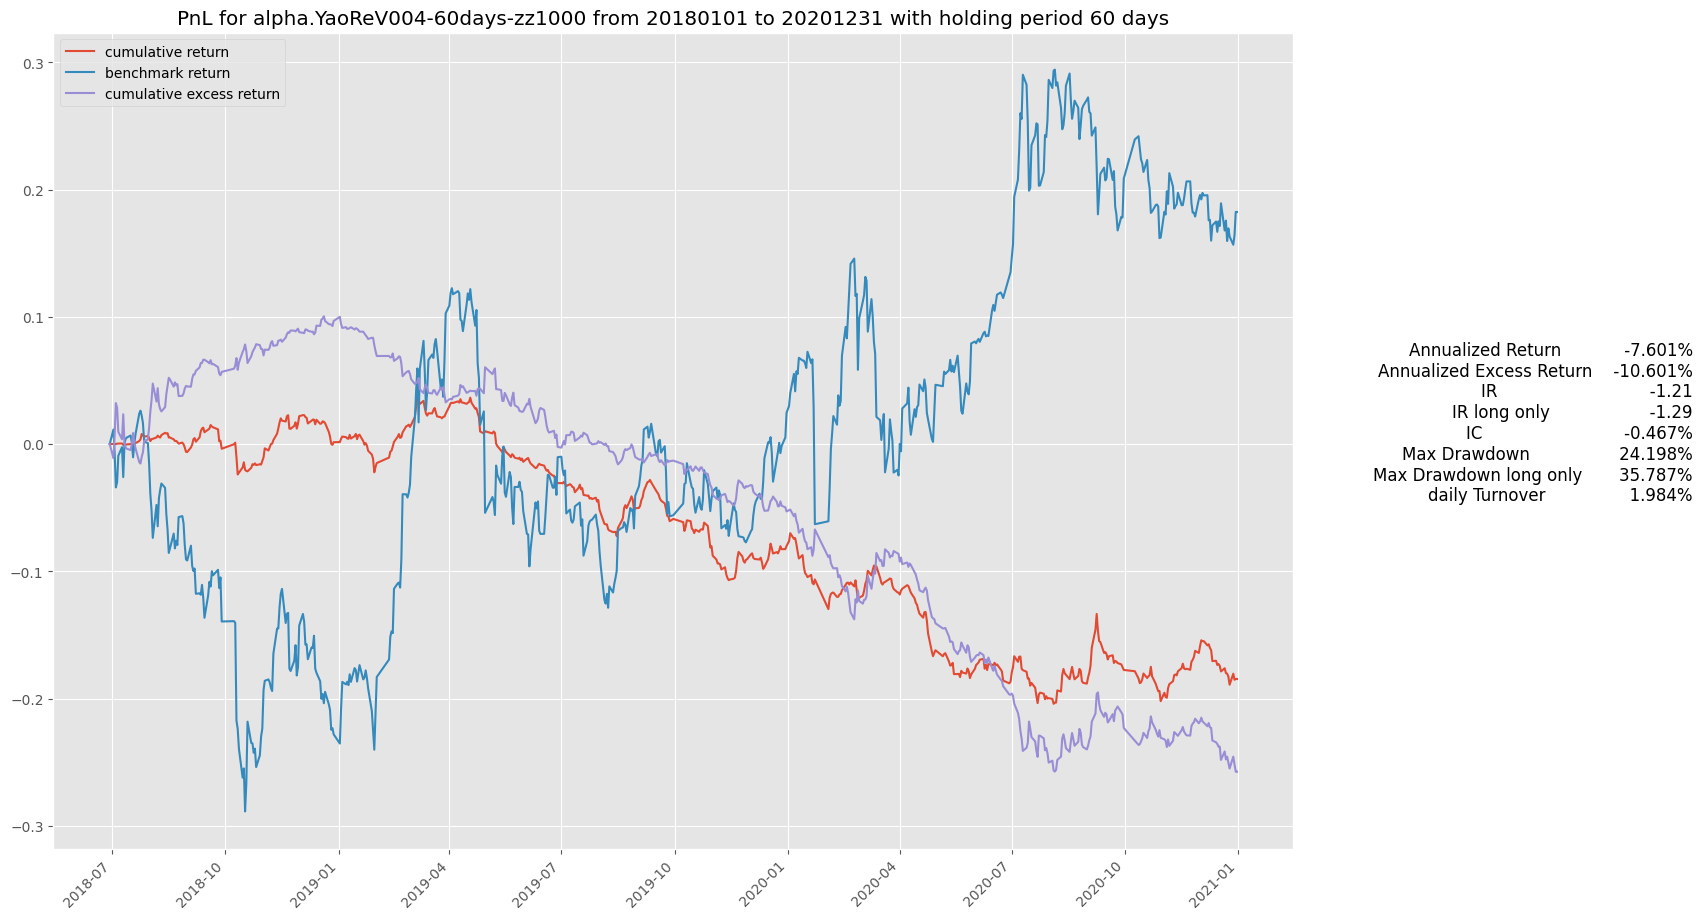 PnL for alpha.YaoReV004-60days-zz1000 from 20180101 to 20201231 with holding period 60 days
cumulative return
benchmark return
cumulative excess return
0.3
0.2
0.1
0.0
−0.1
−0.2
−0.3
2018-07
2018-10
2019-01
2019-04
2019-07
2019-10
2020-01
2020-04
2020-07
2020-10
2021-01
Annualized Return -7.601%
Annualized Excess Return -10.601%
IR -1.21
IR long only -1.29
IC -0.467%
Max Drawdown 24.198%
Max Drawdown long only 35.787%
daily Turnover 1.984%